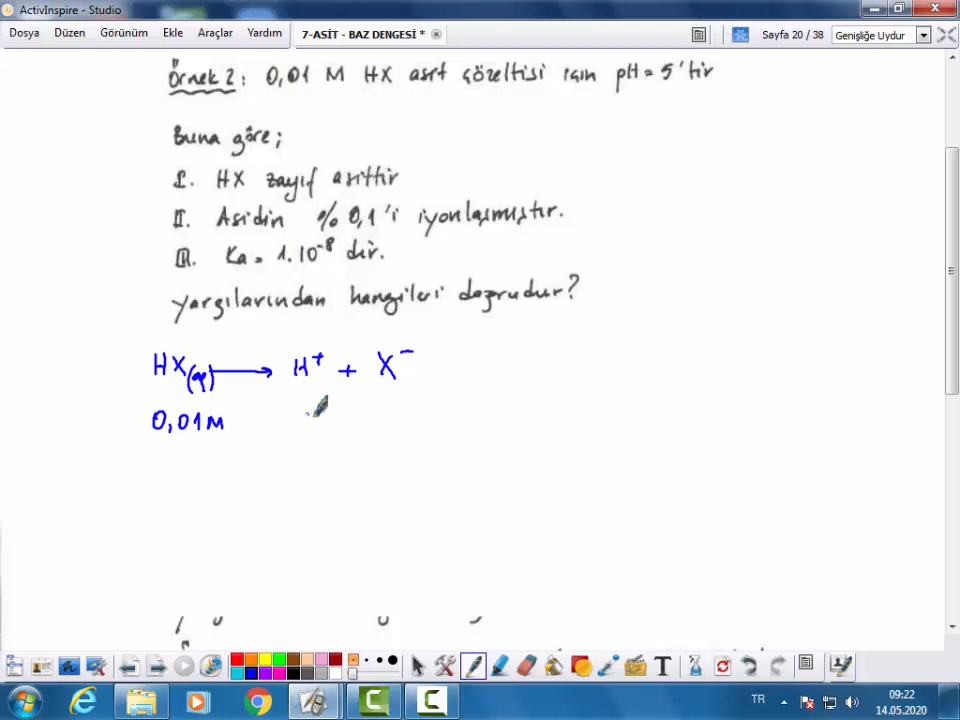 ActivInspire - Studio
Dosya Düzen Görünüm Ekle Araçlar Yardım 7-ASİT - BAZ DENGESİ * Sayfa 20 / 38 Genişliğe Uydur
Örnek 2: 0,01 M HX asit çözeltisi için pH = 5'tir
Buna göre;
I. HX zayıf asittir
II. Asidin % 0,1'i iyonlaşmıştır.
III. Ka = 1.10⁻⁸ dir.
yargılarından hangileri doğrudur?
HX(aq) → H⁺ + X⁻
0,01M
TR 09:22
14.05.2020